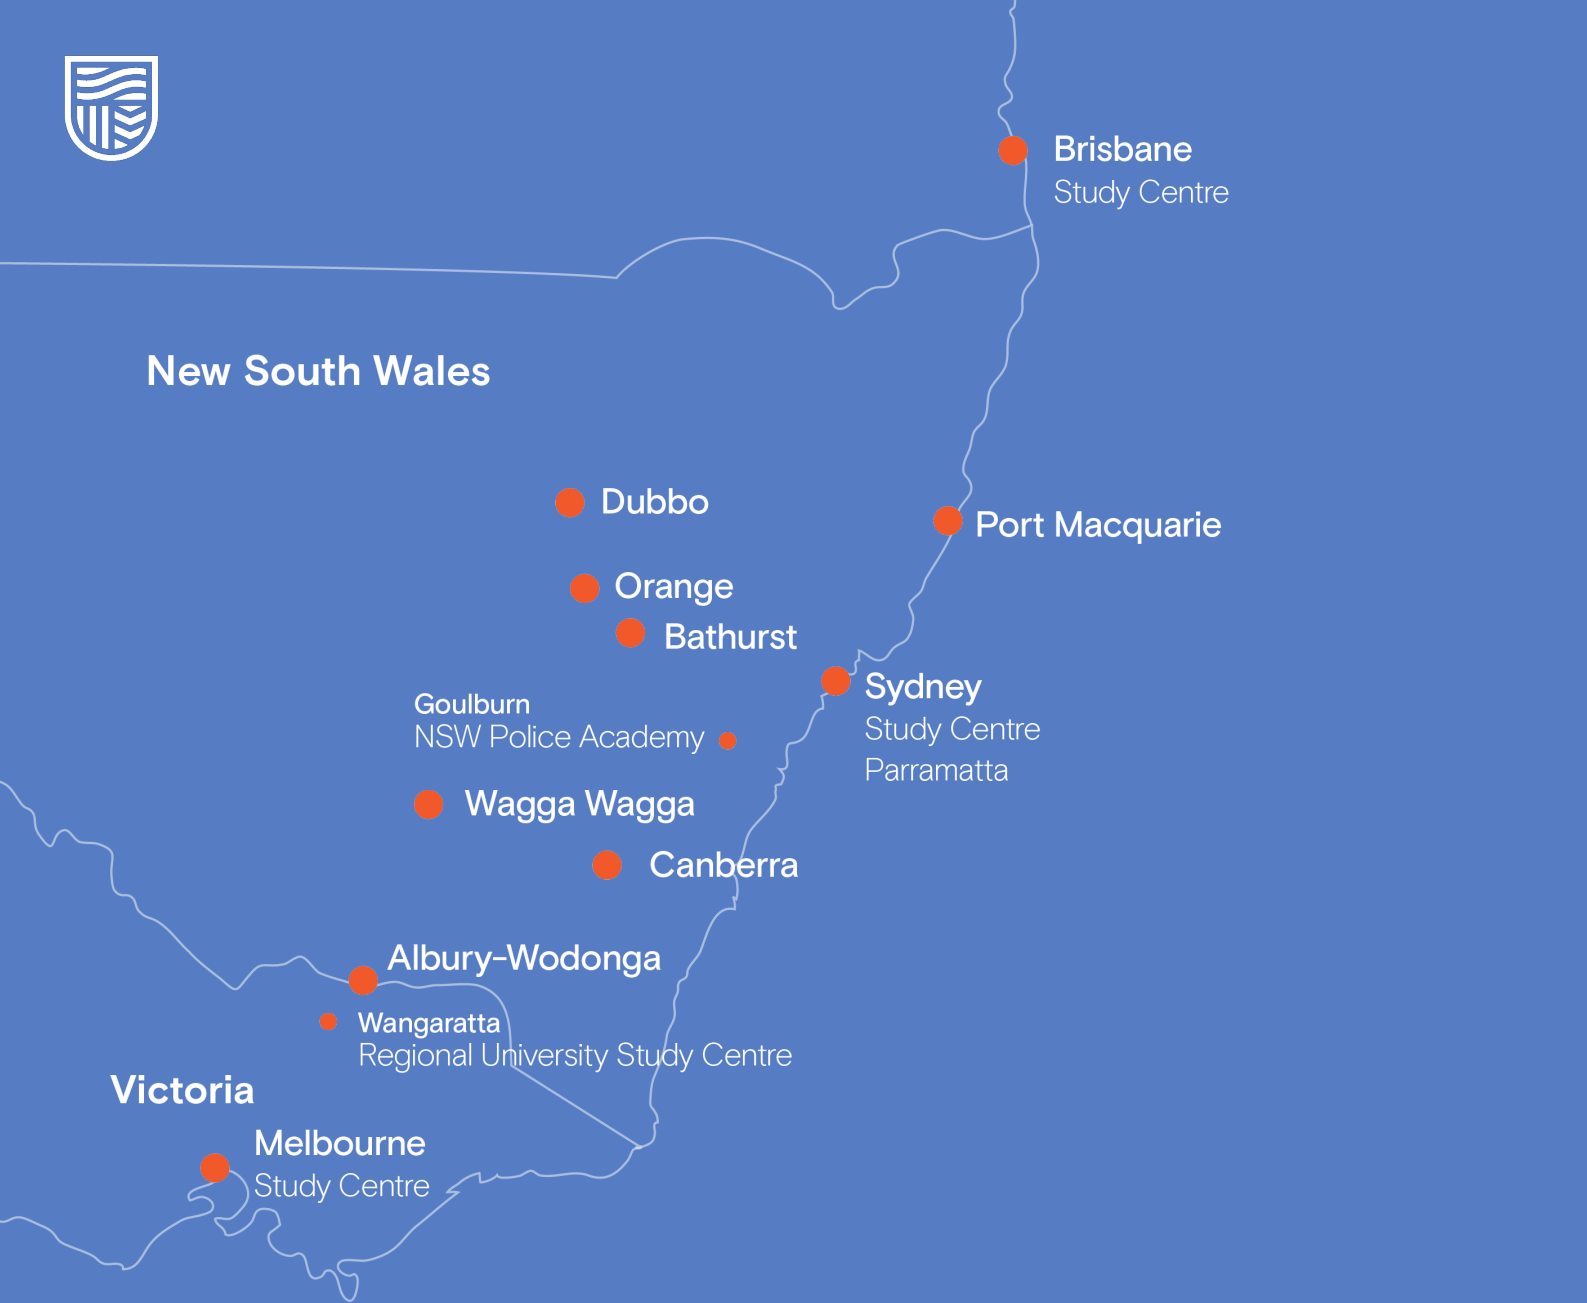 Brisbane
Study Centre
New South Wales
Dubbo
Port Macquarie
Orange
Bathurst
Sydney
Study Centre
Parramatta
Goulburn
NSW Police Academy
Wagga Wagga
Canberra
Albury-Wodonga
Wangaratta
Regional University Study Centre
Victoria
Melbourne
Study Centre